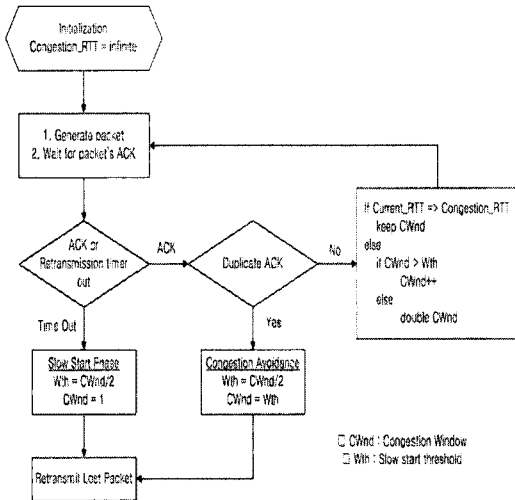 Initialization
Congestion_RTT = infinite
1. Generate packet
2. Wait for packet's ACK
ACK or
Retransmission timer
out
ACK
Duplicate ACK
No
If Current_RTT => Congestion_RTT
keep CWnd
else
if CWnd > Wth
CWnd++
else
double CWnd
Time Out
Yes
Slow Start Phase
Wth = CWnd/2
CWnd = 1
Congestion Avoidance
Wth = CWnd/2
CWnd = Wth
Retransmit Lost Packet
□ CWnd : Congestion Window
□ Wth : Slow start threshold